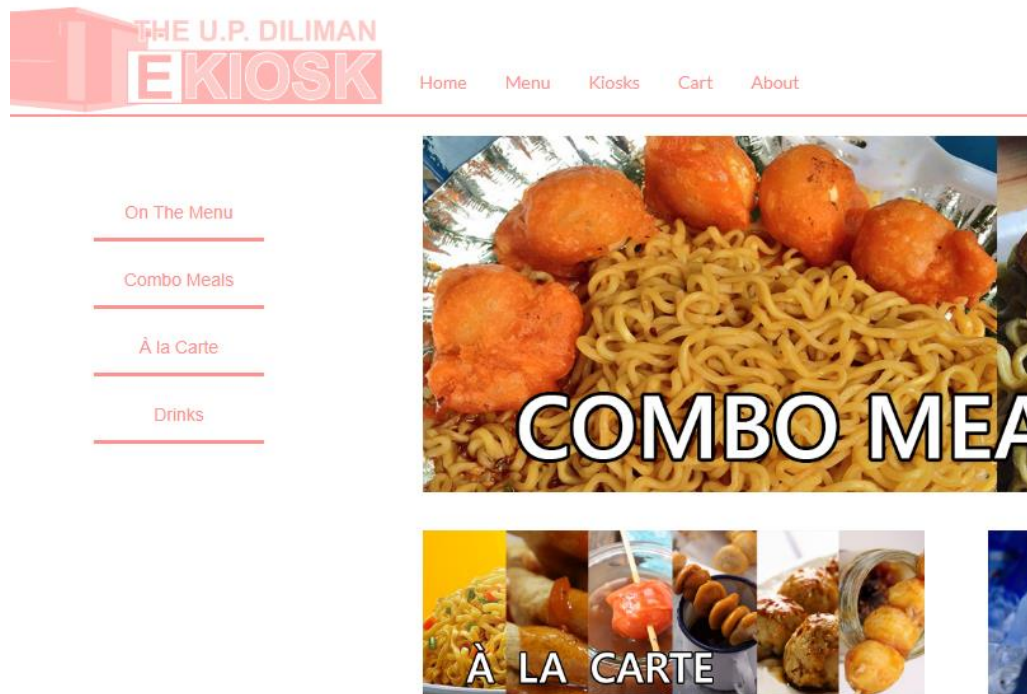 THE U.P. DILIMAN
EKIOSK
Home Menu Kiosks Cart About
On The Menu
Combo Meals
À la Carte
Drinks
COMBO MEA
À LA CARTE